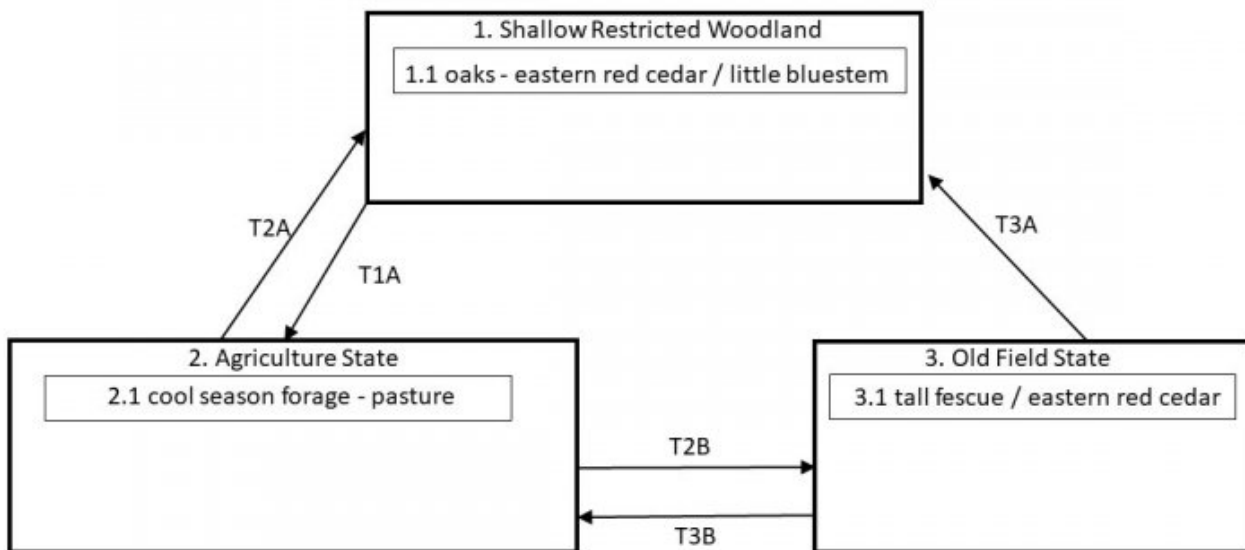 1. Shallow Restricted Woodland
1.1 oaks - eastern red cedar / little bluestem
T2A
T3A
T1A
2. Agriculture State
2.1 cool season forage - pasture
3. Old Field State
3.1 tall fescue / eastern red cedar
T2B
T3B